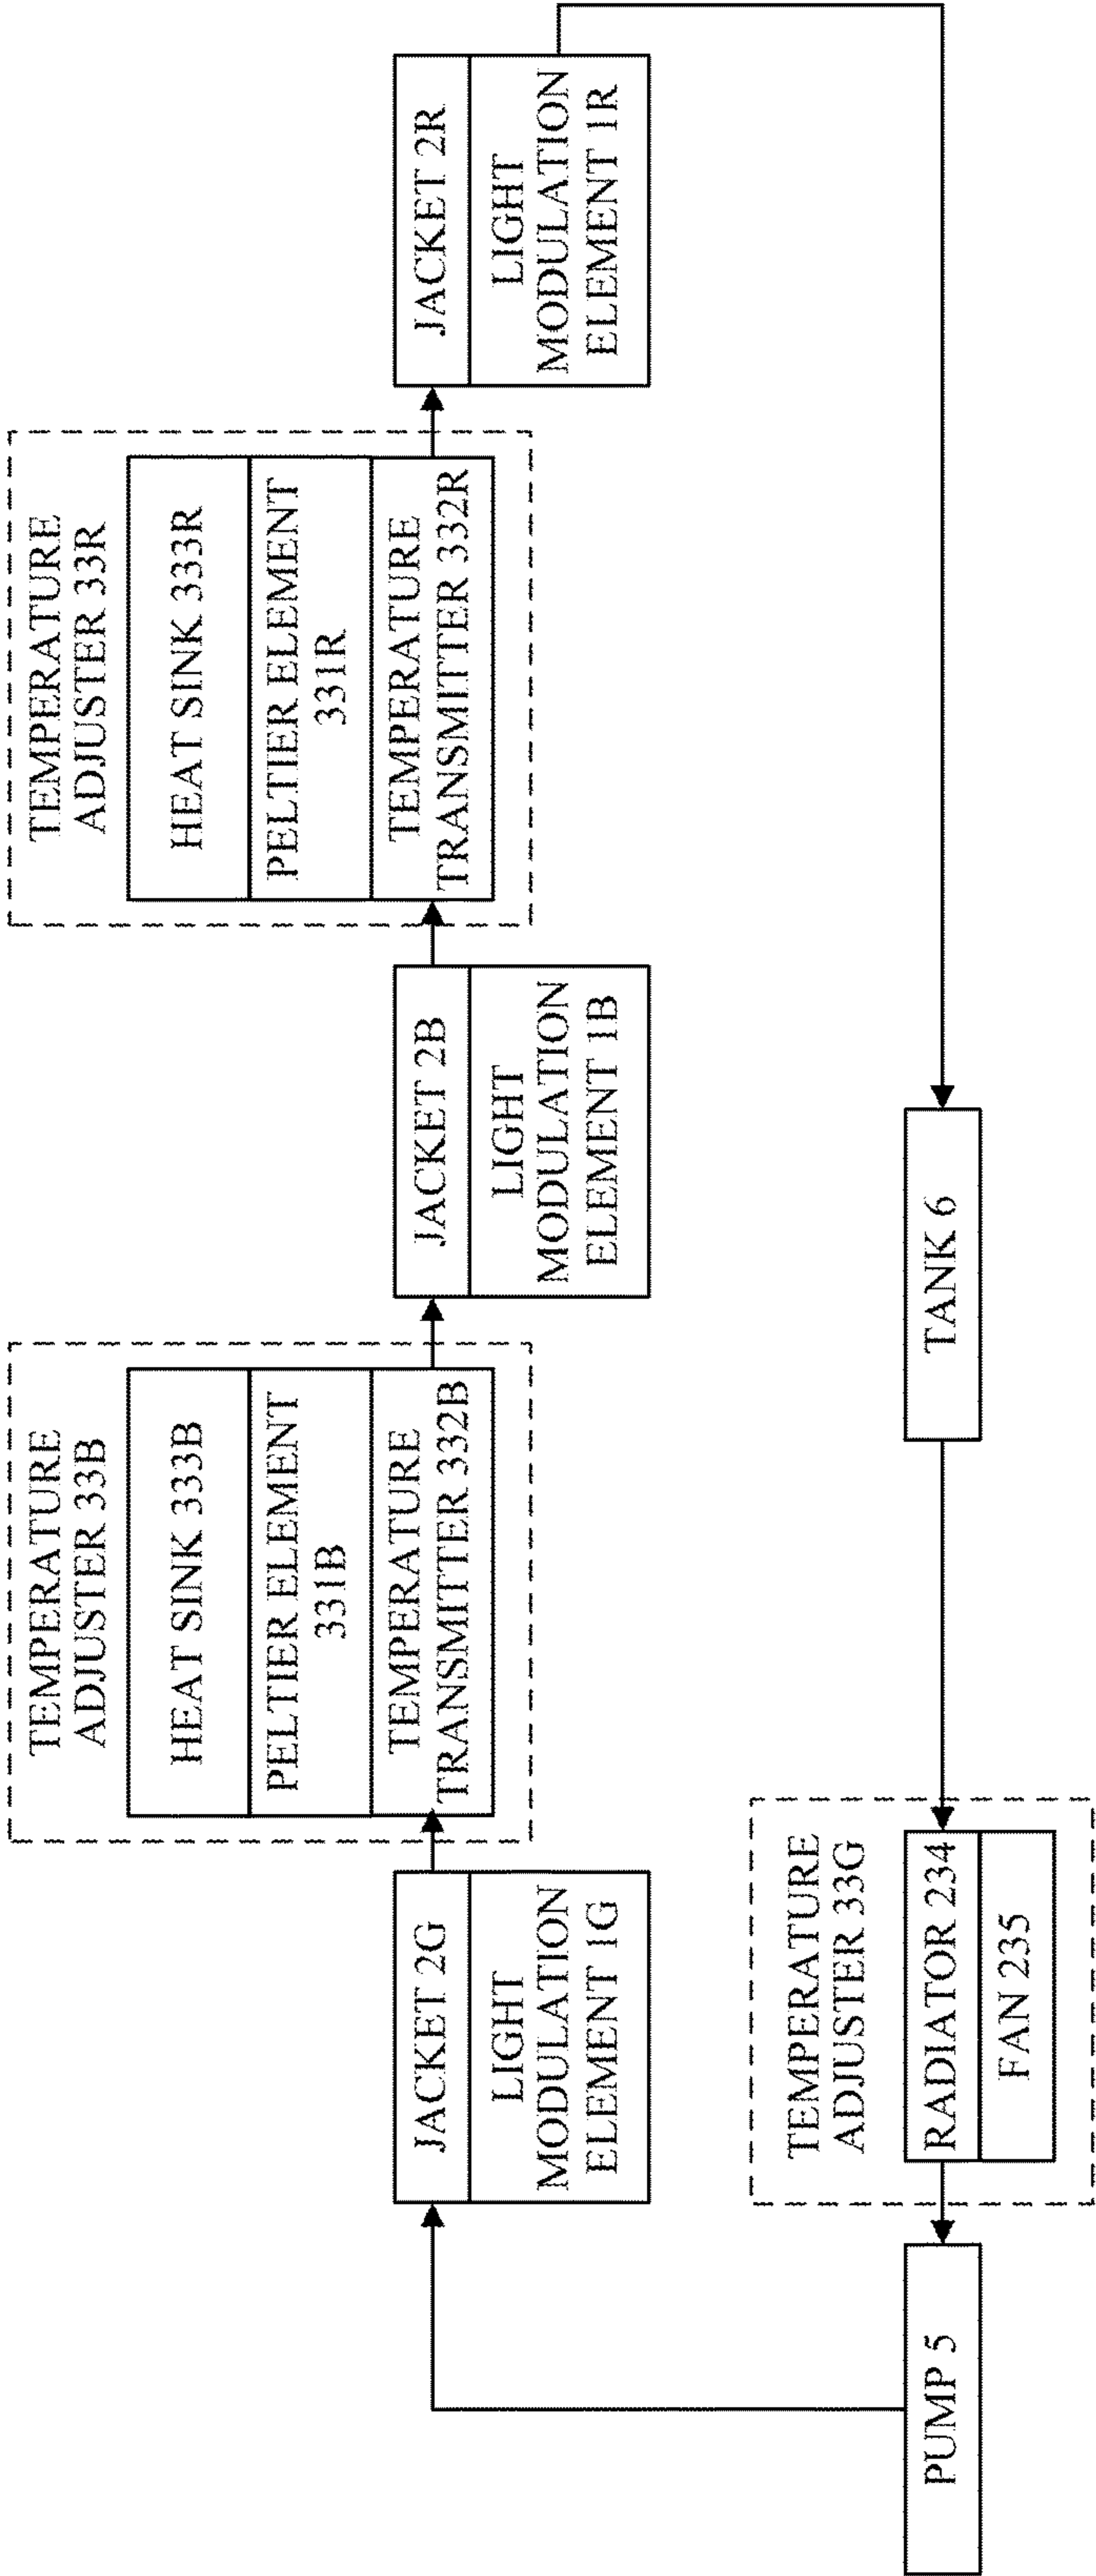 TEMPERATURE
ADJUSTER 33B
HEAT SINK 333B
PELTIER ELEMENT
331B
TEMPERATURE
TRANSMITTER 332B
TEMPERATURE
ADJUSTER 33R
HEAT SINK 333R
PELTIER ELEMENT
331R
TEMPERATURE
TRANSMITTER 332R
JACKET 2G
LIGHT
MODULATION
ELEMENT 1G
JACKET 2B
LIGHT
MODULATION
ELEMENT 1B
JACKET 2R
LIGHT
MODULATION
ELEMENT 1R
TEMPERATURE
ADJUSTER 33G
RADIATOR 234
FAN 235
PUMP 5
TANK 6